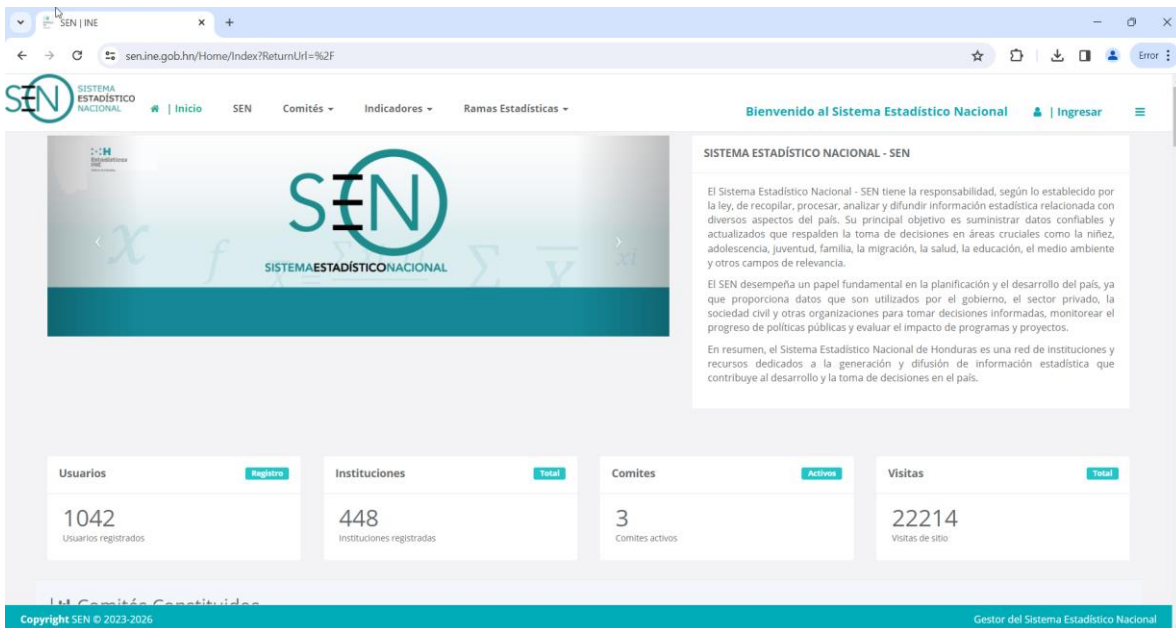 SEN | INE
sen.ine.gob.hn/Home/Index?ReturnUrl=%2F
Error
SEN
SISTEMA
ESTADÍSTICO
NACIONAL
| Inicio SEN Comités Indicadores Ramas Estadísticas
Bienvenido al Sistema Estadístico Nacional | Ingresar
SEN
SISTEMAESTADÍSTICONACIONAL
SISTEMA ESTADÍSTICO NACIONAL - SEN
El Sistema Estadístico Nacional - SEN tiene la responsabilidad, según lo establecido por
la ley, de recopilar, procesar, analizar y difundir información estadística relacionada con
diversos aspectos del país. Su principal objetivo es suministrar datos confiables y
actualizados que respalden la toma de decisiones en áreas cruciales como la niñez,
adolescencia, juventud, familia, la migración, la salud, la educación, el medio ambiente
y otros campos de relevancia.
El SEN desempeña un papel fundamental en la planificación y el desarrollo del país, ya
que proporciona datos que son utilizados por el gobierno, el sector privado, la
sociedad civil y otras organizaciones para tomar decisiones informadas, monitorear el
progreso de políticas públicas y evaluar el impacto de programas y proyectos.
En resumen, el Sistema Estadístico Nacional de Honduras es una red de instituciones y
recursos dedicados a la generación y difusión de información estadística que
contribuye al desarrollo y la toma de decisiones en el país.
Usuarios Registro
1042
Usuarios registrados
Instituciones Total
448
Instituciones registradas
Comites Activos
3
Comites activos
Visitas Total
22214
Visitas de sitio
Comités Constituidos
Copyright SEN © 2023-2026
Gestor del Sistema Estadístico Nacional